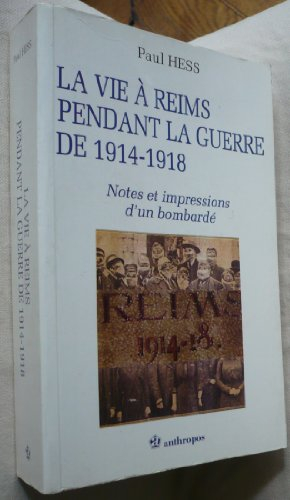 Paul HESS
LA VIE À REIMS
PENDANT LA GUERRE
DE 1914-1918
Notes et impressions
d'un bombardé
REIMS
1914-18.
anthropos
Paul HESS
LA VIE À REIMS
PENDANT LA GUERRE DE 1914-1918